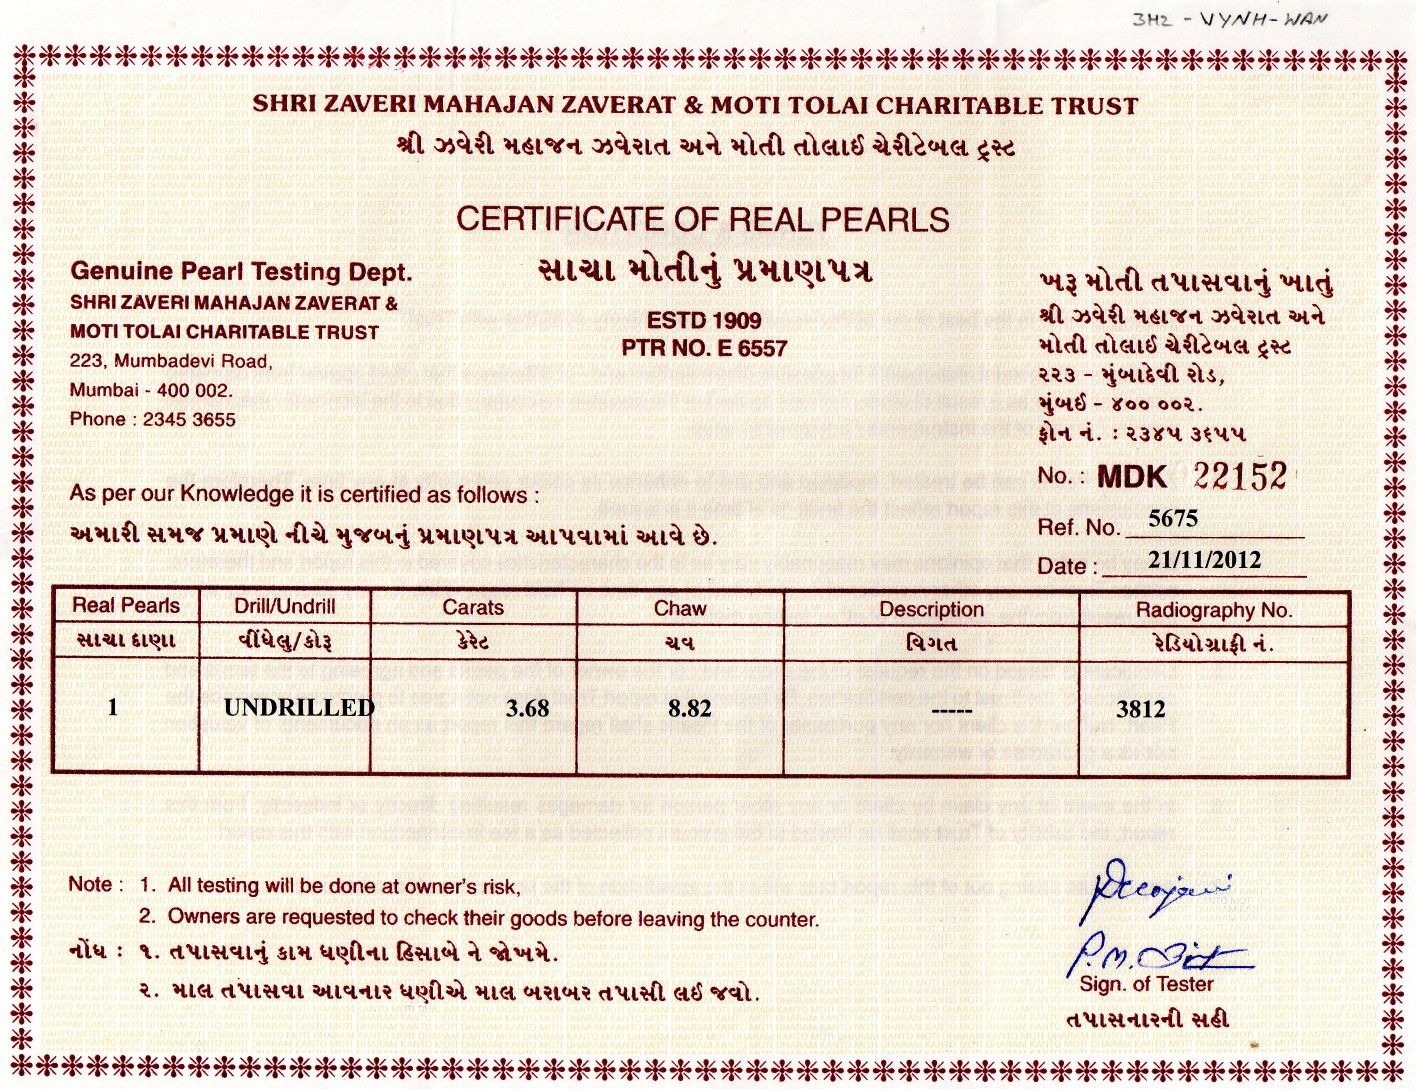 3H2 - VYNH-WAN
SHRI ZAVERI MAHAJAN ZAVERAT & MOTI TOLAI CHARITABLE TRUST
શ્રી ઝવેરી મહાજન ઝવેરાત અને મોતી તોલાઈ ચેરીટેબલ ટ્રસ્ટ
CERTIFICATE OF REAL PEARLS
સાચા મોતીનું પ્રમાણપત્ર
ESTD 1909
PTR NO. E 6557
Genuine Pearl Testing Dept.
SHRI ZAVERI MAHAJAN ZAVERAT &
MOTI TOLAI CHARITABLE TRUST
223, Mumbadevi Road,
Mumbai - 400 002.
Phone : 2345 3655
ખરૂ મોતી તપાસવાનું ખાતું
શ્રી ઝવેરી મહાજન ઝવેરાત અને
મોતી તોલાઈ ચેરીટેબલ ટ્રસ્ટ
૨૨૩ - મુંબાદેવી રોડ,
મુંબઈ - ૪૦૦ ૦૦૨.
ફોન નં. : ૨૩૪૫ ૩૬૫૫
No. : MDK 22152
Ref. No. 5675
Date : 21/11/2012
As per our Knowledge it is certified as follows :
અમારી સમજ પ્રમાણે નીચે મુજબનું પ્રમાણપત્ર આપવામાં આવે છે.
Real Pearls Drill/Undrill Carats Chaw Description Radiography No.
સાચા દાણા વીંધેલુ/કોરૂ કેરેટ ચવ વિગત રેડિયોગ્રાફી નં.
1 UNDRILLED 3.68 8.82 ----- 3812
Note : 1. All testing will be done at owner's risk,
2. Owners are requested to check their goods before leaving the counter.
નોંધ : ૧. તપાસવાનું કામ ધણીના હિસાબે ને જોખમે.
૨. માલ તપાસવા આવનાર ધણીએ માલ બરાબર તપાસી લઈ જવો.
P. M.
Sign. of Tester
તપાસનારની સહી